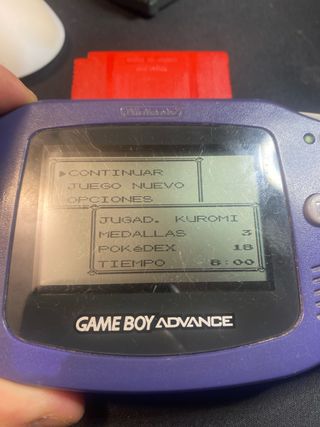 Nintendo
▶CONTINUAR
JUEGO NUEVO
OPCIONES
JUGAD. KUROMI
MEDALLAS 3
POKéDEX 18
TIEMPO 8:00
GAME BOY ADVANCE